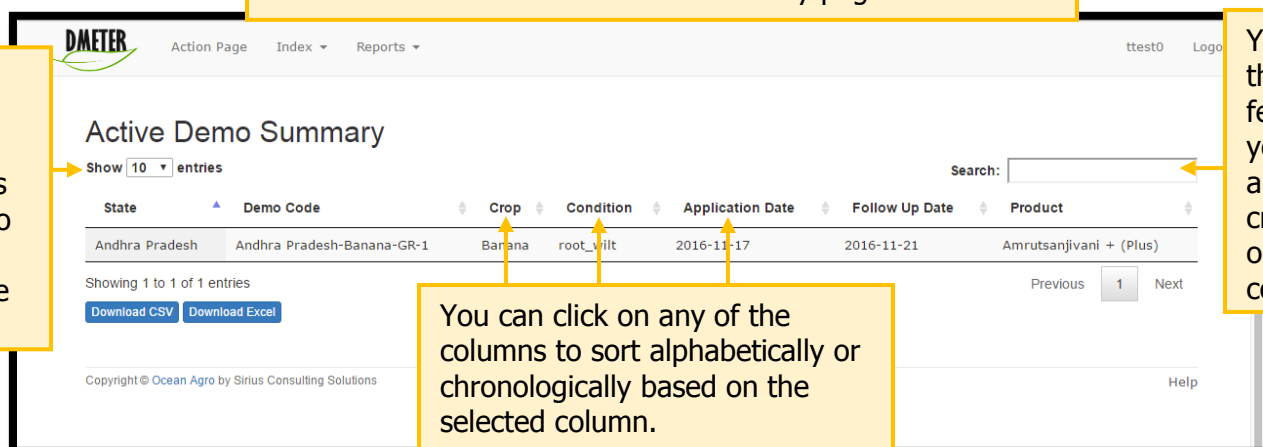 DMETER Action Page Index Reports ttest0
Active Demo Summary
Show 10 entries Search:
State Demo Code Crop Condition Application Date Follow Up Date Product
Andhra Pradesh Andhra Pradesh-Banana-GR-1 Banana root_wilt 2016-11-17 2016-11-21 Amrutsanjivani + (Plus)
Showing 1 to 1 of 1 entries Previous 1 Next
Download CSV Download Excel
You can click on any of the
columns to sort alphabetically or
chronologically based on the
selected column.
Copyright © Ocean Agro by Sirius Consulting Solutions Help